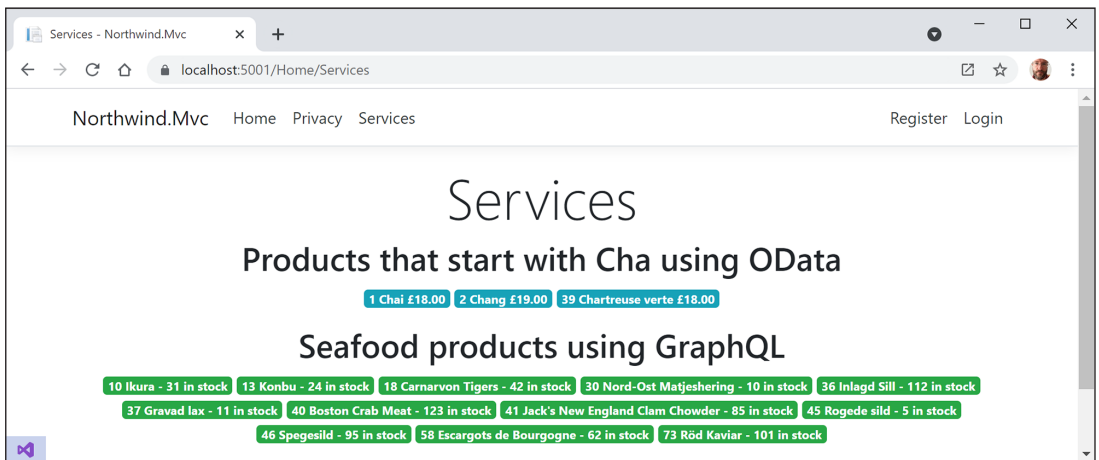 Services - Northwind.Mvc
localhost:5001/Home/Services
Northwind.Mvc Home Privacy Services Register Login
Services
Products that start with Cha using OData
1 Chai £18.00 2 Chang £19.00 39 Chartreuse verte £18.00
Seafood products using GraphQL
10 Ikura - 31 in stock 13 Konbu - 24 in stock 18 Carnarvon Tigers - 42 in stock 30 Nord-Ost Matjeshering - 10 in stock 36 Inlagd Sill - 112 in stock
37 Gravad lax - 11 in stock 40 Boston Crab Meat - 123 in stock 41 Jack's New England Clam Chowder - 85 in stock 45 Rogede sild - 5 in stock
46 Spegesild - 95 in stock 58 Escargots de Bourgogne - 62 in stock 73 Röd Kaviar - 101 in stock